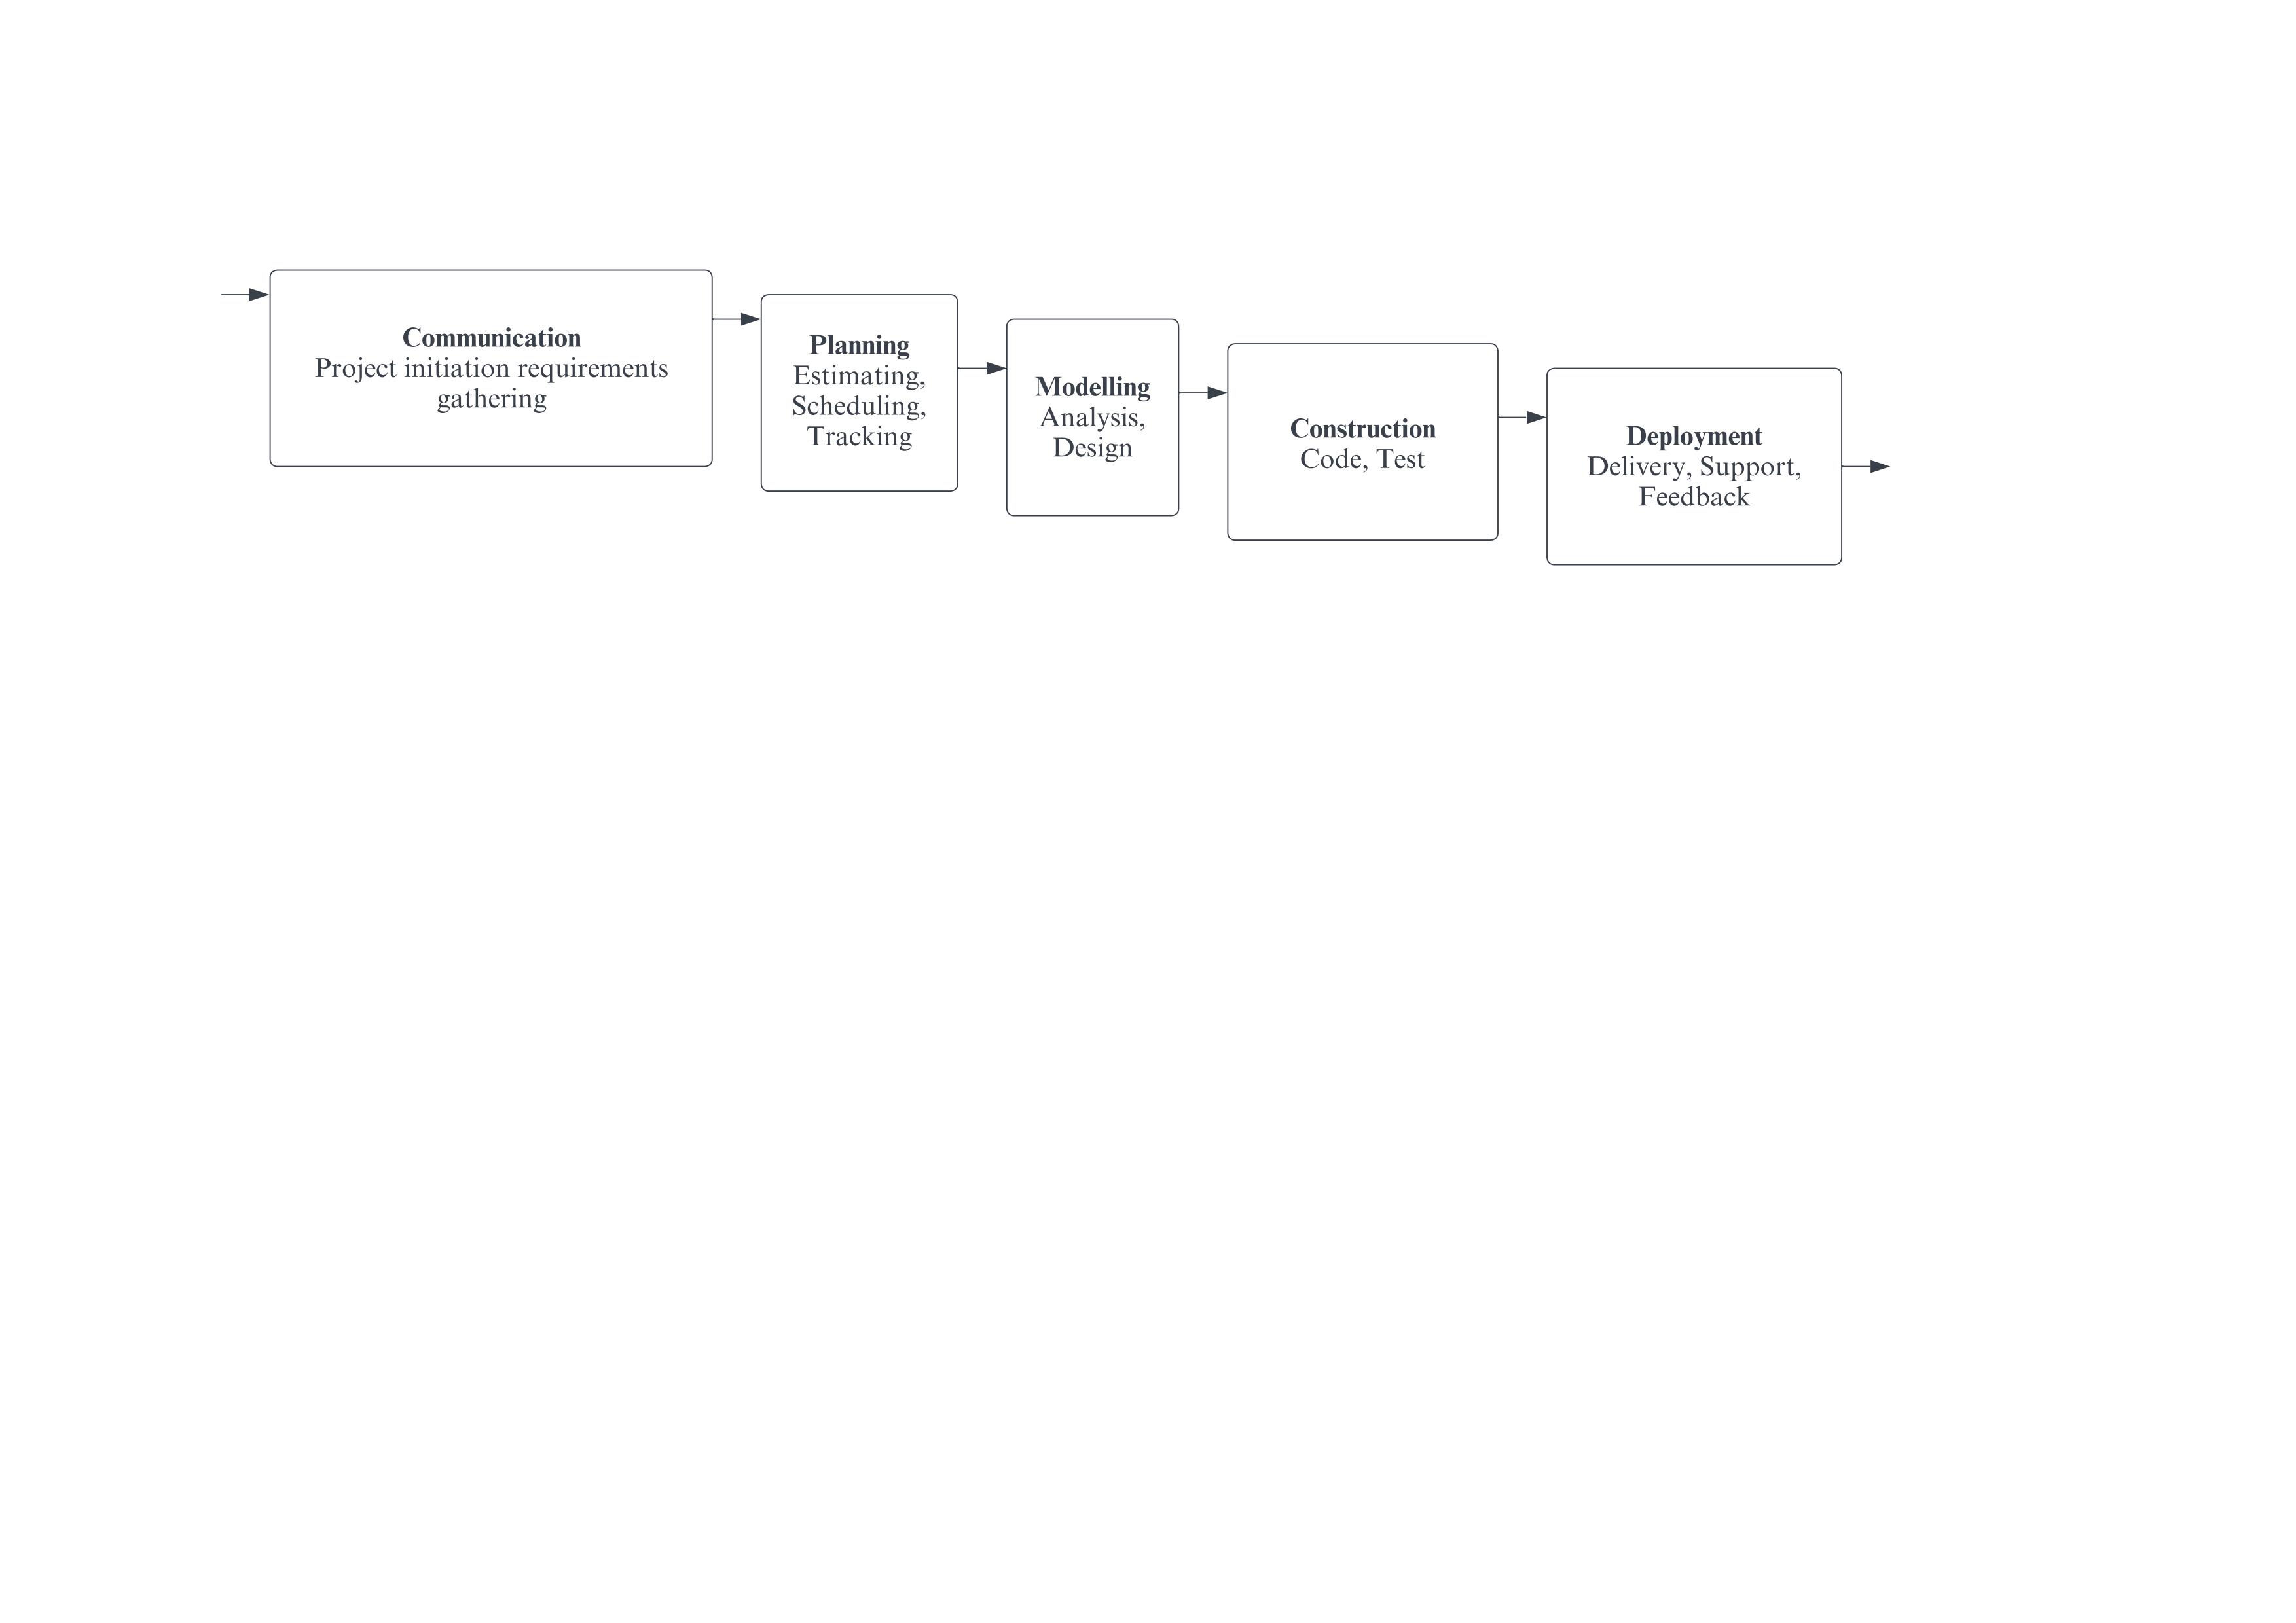 Communication
Project initiation requirements
gathering
Planning
Estimating,
Scheduling,
Tracking
Modelling
Analysis,
Design
Construction
Code, Test
Deployment
Delivery, Support,
Feedback